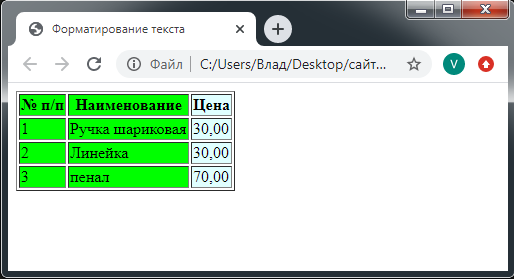 Форматирование текста
Файл C:/Users/Влад/Desktop/сайт...
V
№ п/п Наименование Цена
1 Ручка шариковая 30,00
2 Линейка 30,00
3 пенал 70,00